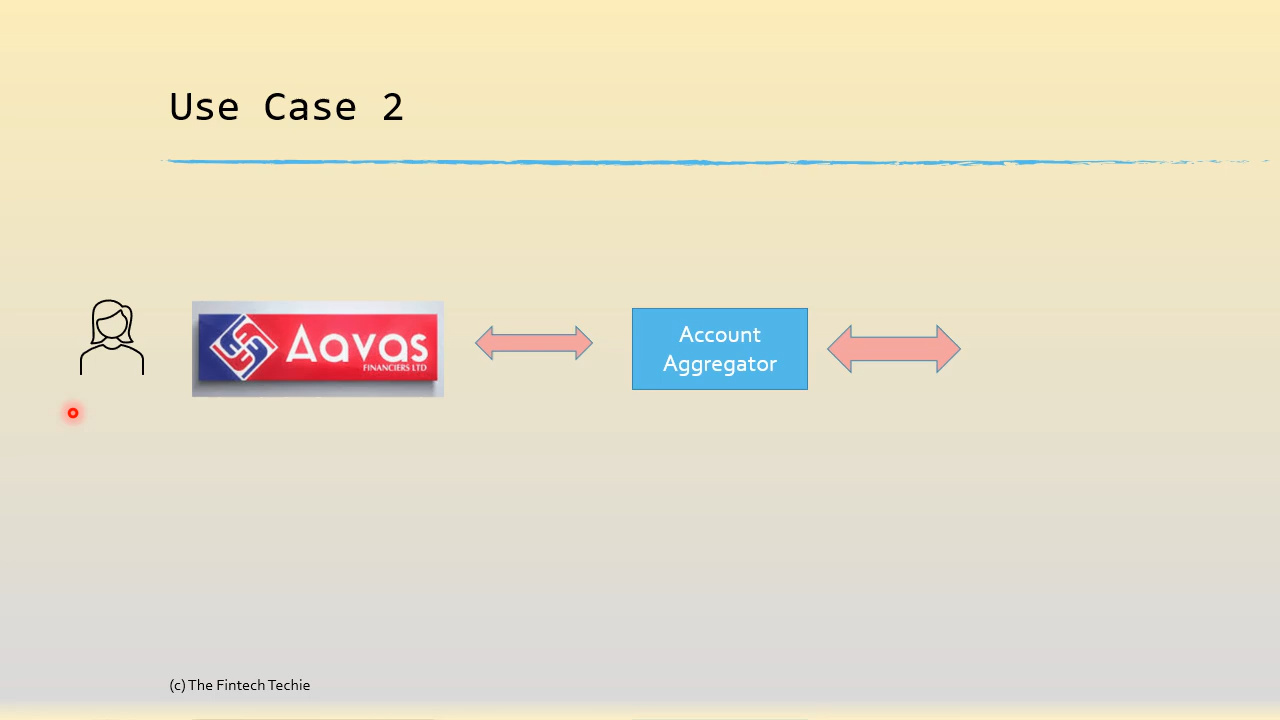 Use Case 2
Aavas
FINANCIERS LTD
Account
Aggregator
(c) The Fintech Techie